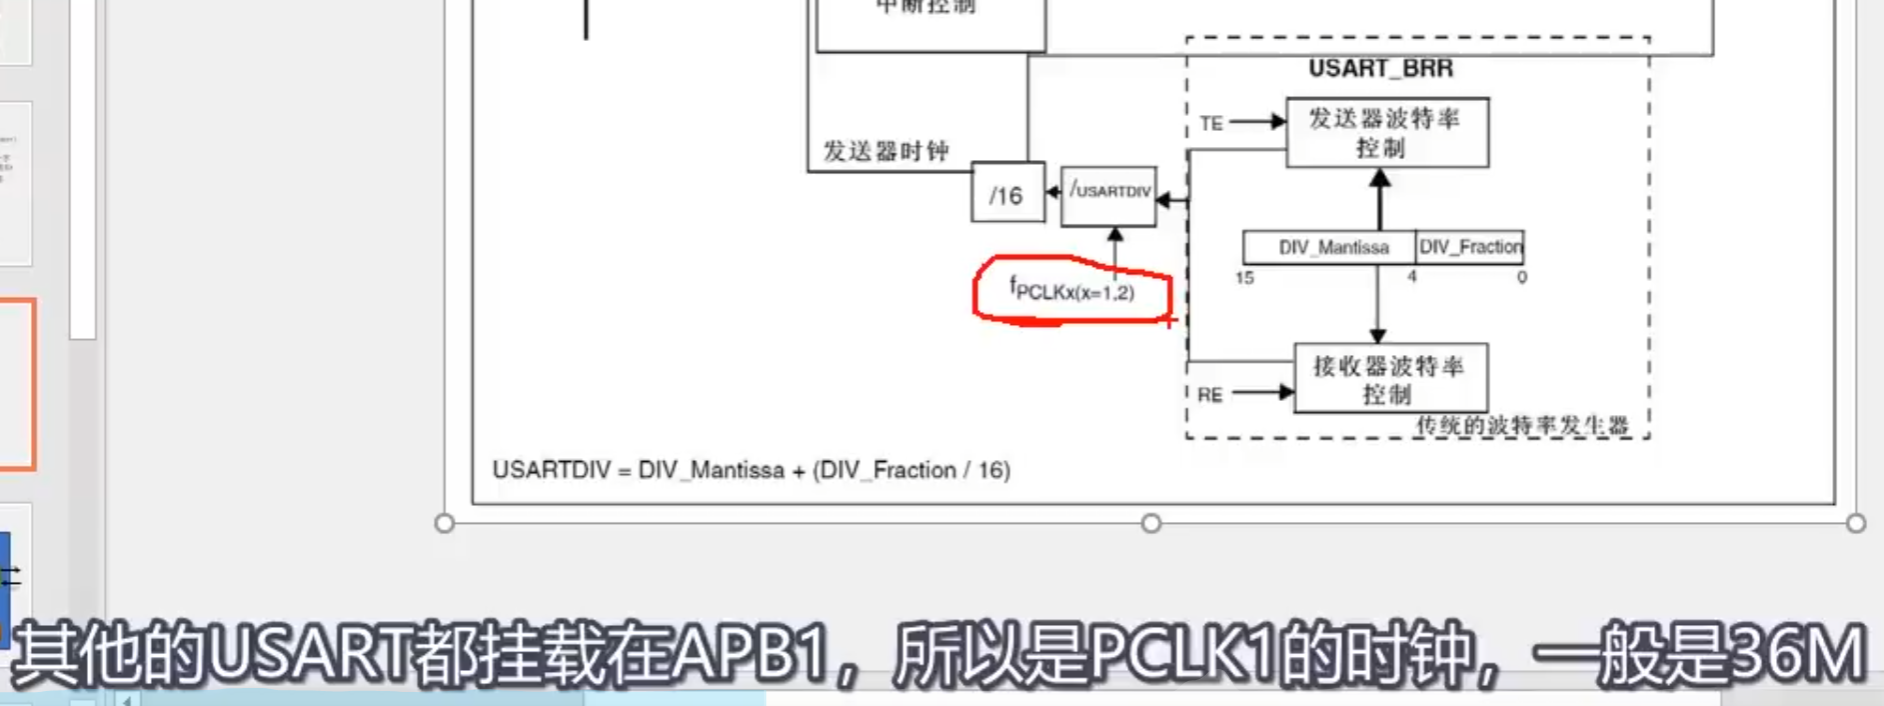 中断控制
USART_BRR
TE
发送器波特率
控制
发送器时钟
/16
/USARTDIV
DIV_Mantissa
DIV_Fraction
15
4
0
fPCLKx(x=1,2)
接收器波特率
控制
RE
传统的波特率发生器
USARTDIV = DIV_Mantissa + (DIV_Fraction / 16)
其他的USART都挂载在APB1，所以是PCLK1的时钟，一般是36M